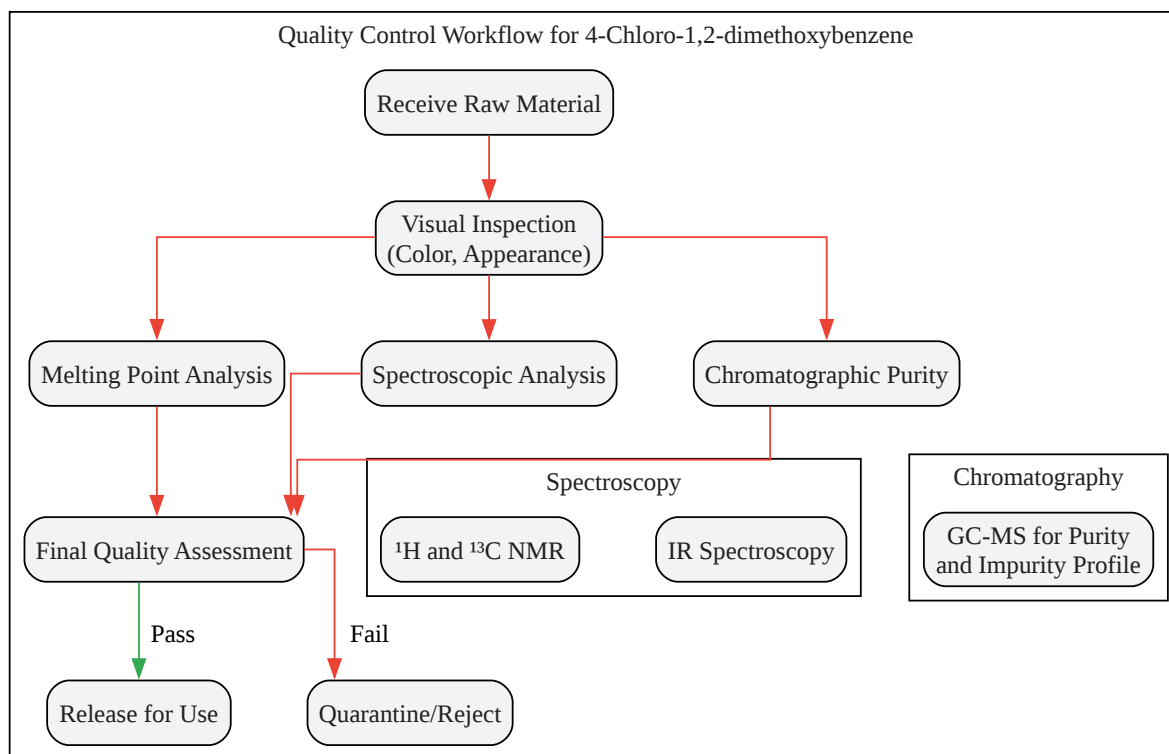 Quality Control Workflow for 4-Chloro-1,2-dimethoxybenzene
Receive Raw Material
Visual Inspection
(Color, Appearance)
Melting Point Analysis
Spectroscopic Analysis
Chromatographic Purity
Spectroscopy
¹H and ¹³C NMR
IR Spectroscopy
Chromatography
GC-MS for Purity
and Impurity Profile
Final Quality Assessment
Pass
Fail
Release for Use
Quarantine/Reject